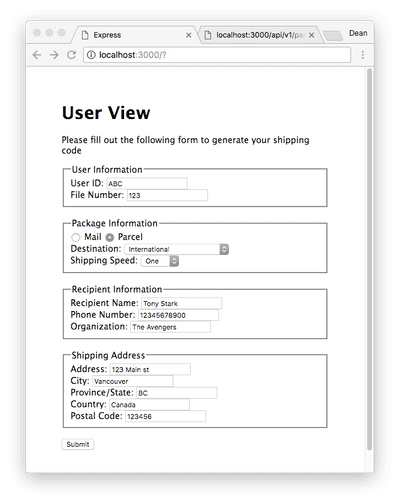 Express
localhost:3000/api/v1/pa
Dean
localhost:3000/?
User View
Please fill out the following form to generate your shipping
code
User Information
User ID: ABC
File Number: 123
Package Information
Mail Parcel
Destination: International
Shipping Speed: One
Recipient Information
Recipient Name: Tony Stark
Phone Number: 12345678900
Organization: The Avengers
Shipping Address
Address: 123 Main st
City: Vancouver
Province/State: BC
Country: Canada
Postal Code: 123456
Submit